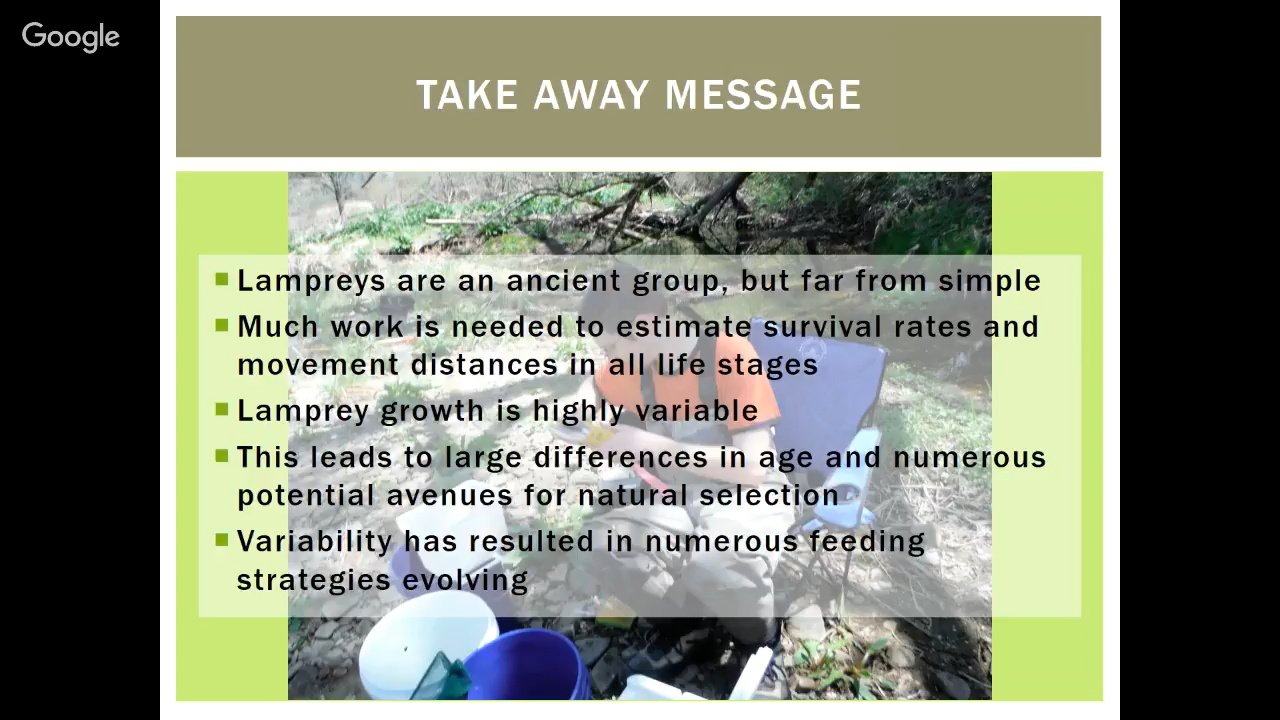 Google
TAKE AWAY MESSAGE
Lampreys are an ancient group, but far from simple
Much work is needed to estimate survival rates and
movement distances in all life stages
Lamprey growth is highly variable
This leads to large differences in age and numerous
potential avenues for natural selection
Variability has resulted in numerous feeding
strategies evolving